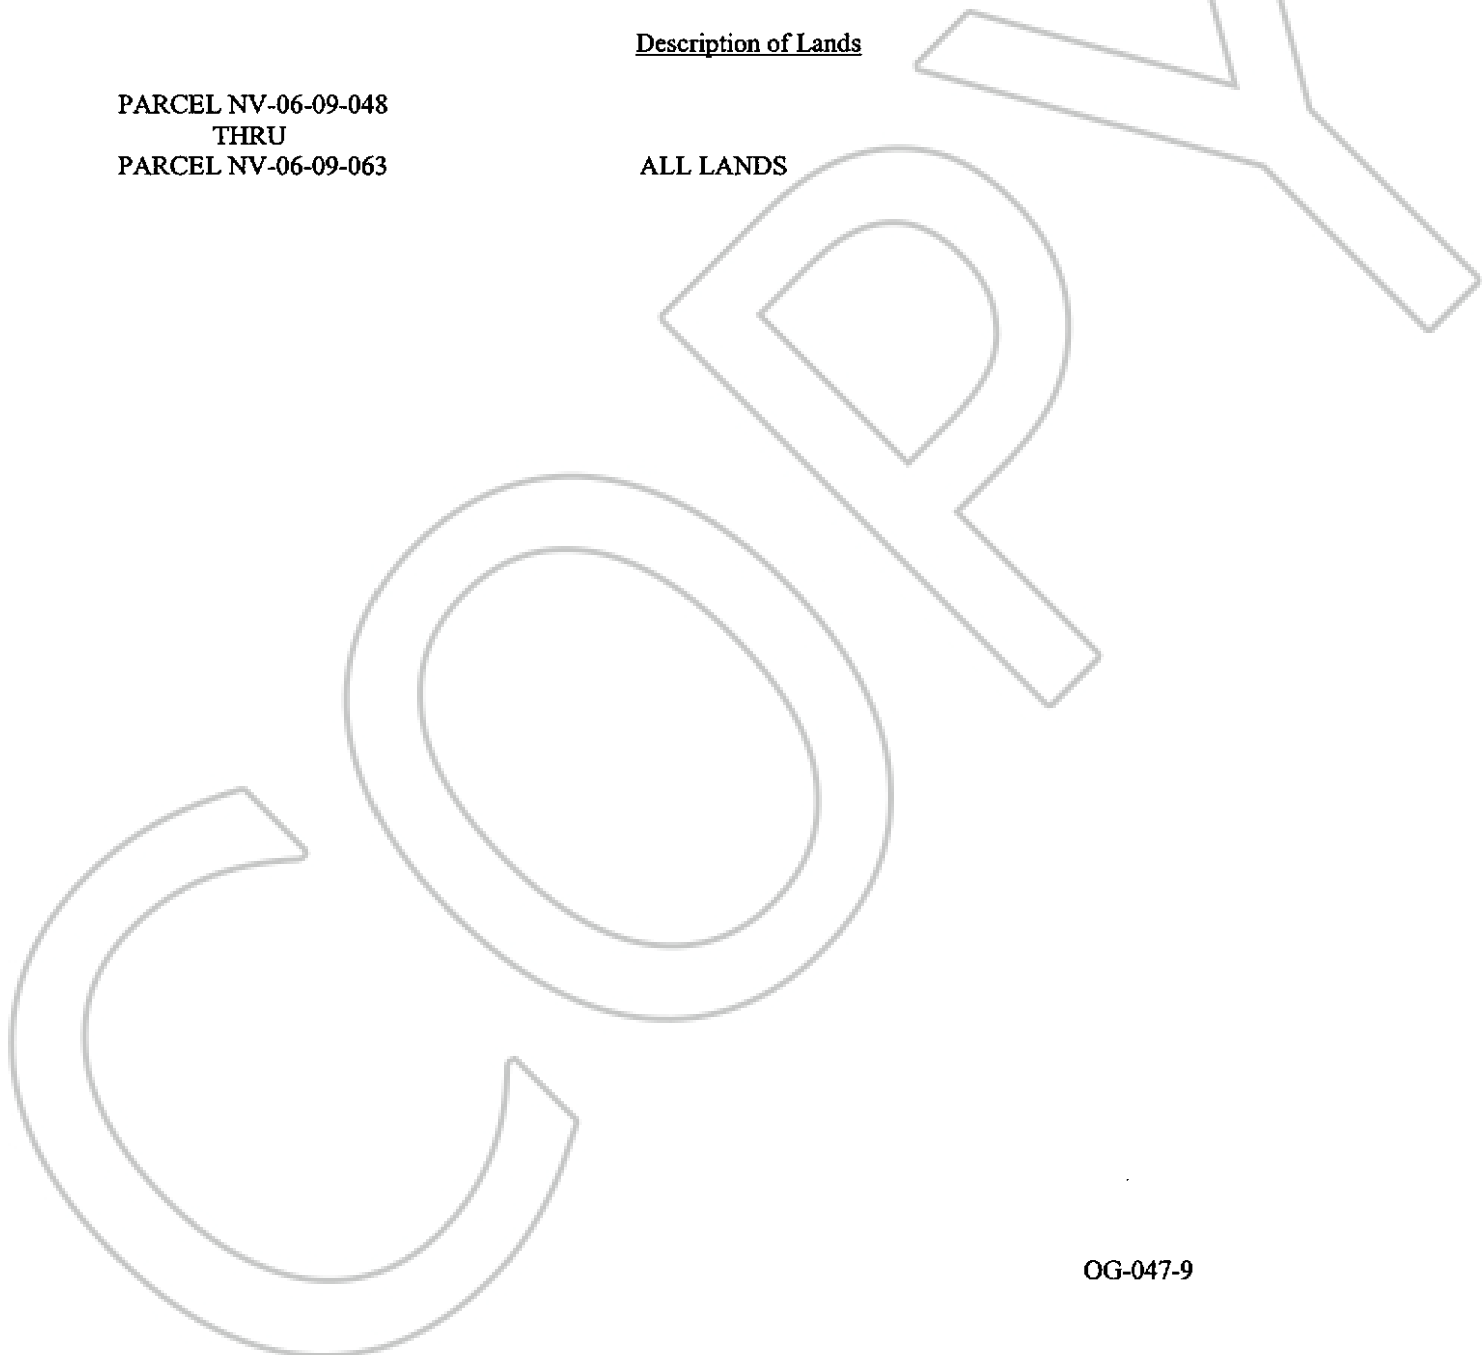 Description of Lands
PARCEL NV-06-09-048
THRU
PARCEL NV-06-09-063 ALL LANDS
COPY
OG-047-9